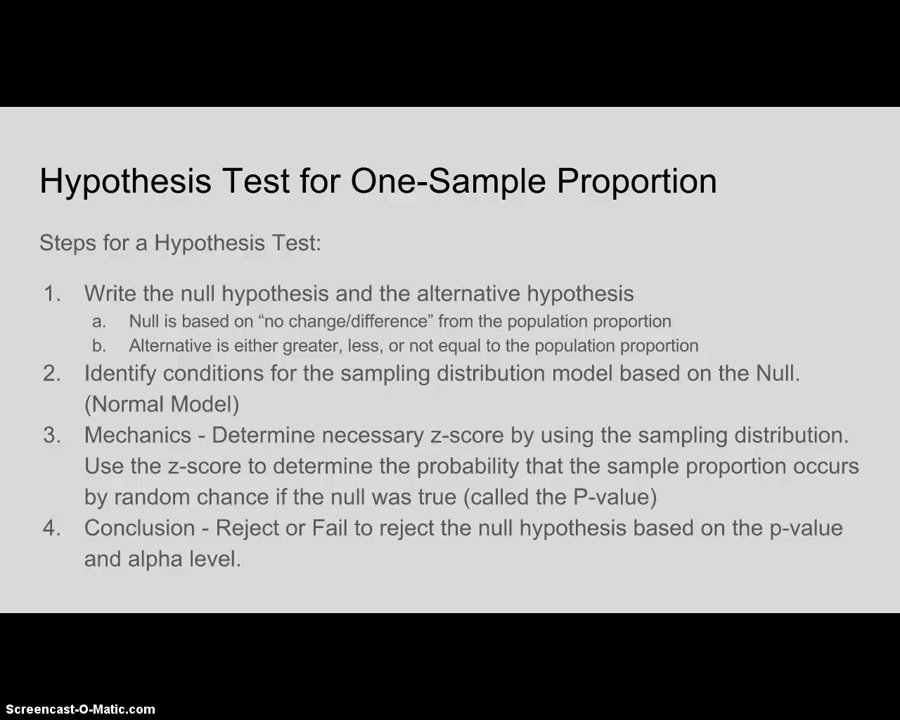 Hypothesis Test for One-Sample Proportion
Steps for a Hypothesis Test:
1. Write the null hypothesis and the alternative hypothesis
a. Null is based on “no change/difference” from the population proportion
b. Alternative is either greater, less, or not equal to the population proportion
2. Identify conditions for the sampling distribution model based on the Null.
(Normal Model)
3. Mechanics - Determine necessary z-score by using the sampling distribution.
Use the z-score to determine the probability that the sample proportion occurs
by random chance if the null was true (called the P-value)
4. Conclusion - Reject or Fail to reject the null hypothesis based on the p-value
and alpha level.
Screencast-O-Matic.com